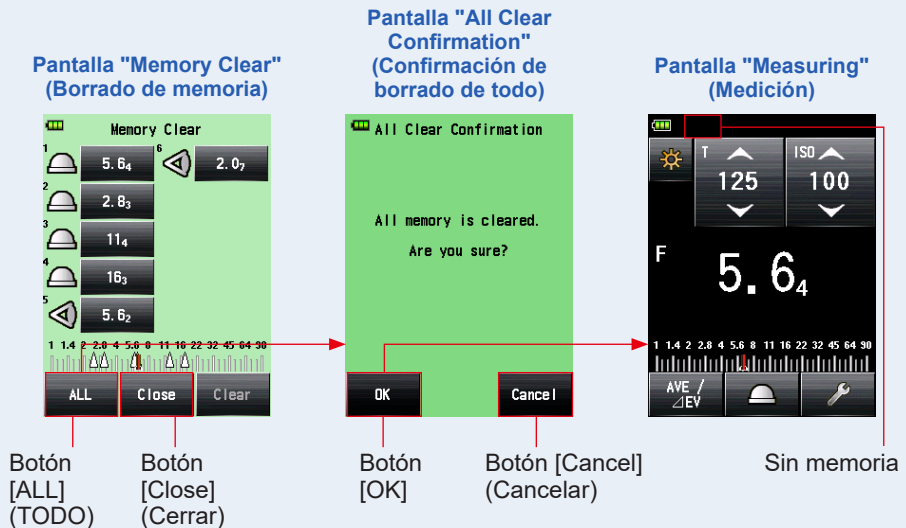 Pantalla "Memory Clear"
(Borrado de memoria)
Memory Clear
1
5.6₄
6
2.0₇
2
2.8₃
3
11₄
4
16₃
5
5.6₂
1 1.4 2 2.8 4 5.6 8 11 16 22 32 45 64 90
ALL
Close
Clear
Botón
[ALL]
(TODO)
Botón
[Close]
(Cerrar)
Pantalla "All Clear
Confirmation"
(Confirmación de
borrado de todo)
All Clear Confirmation
All memory is cleared.
Are you sure?
OK
Cancel
Botón
[OK]
Botón [Cancel]
(Cancelar)
Pantalla "Measuring"
(Medición)
T
125
ISO
100
F
5.6₄
1 1.4 2 2.8 4 5.6 8 11 16 22 32 45 64 90
AVE /
⊿EV
Sin memoria